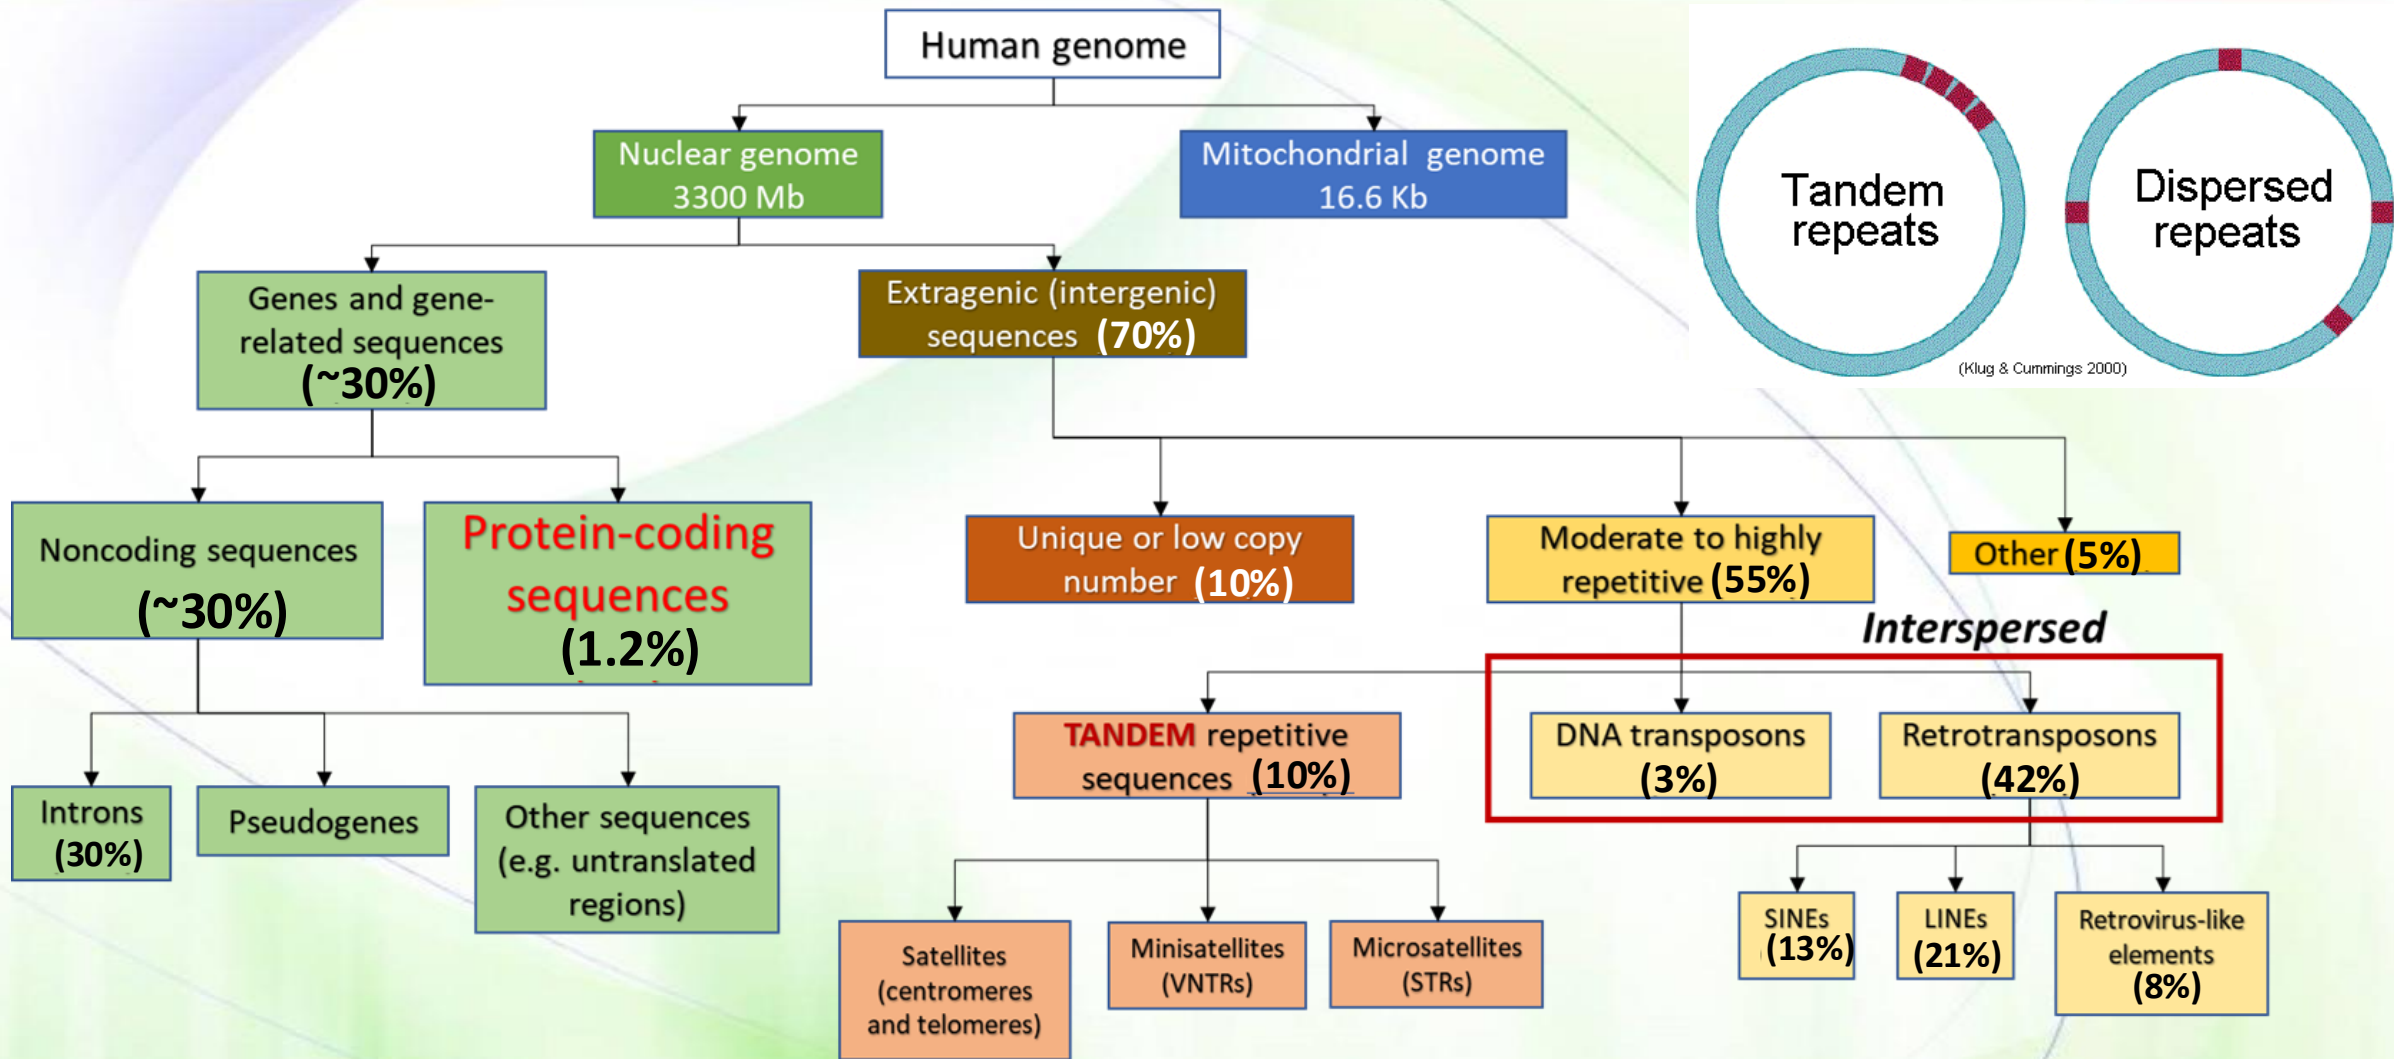 Human genome
Nuclear genome
3300 Mb
Mitochondrial genome
16.6 Kb
Tandem
repeats
Dispersed
repeats
(Klug & Cummings 2000)
Genes and gene-
related sequences
(~30%)
Extragenic (intergenic)
sequences (70%)
Noncoding sequences
(~30%)
Protein-coding
sequences
(1.2%)
Unique or low copy
number (10%)
Moderate to highly
repetitive (55%)
Other (5%)
Interspersed
Introns
(30%)
Pseudogenes
Other sequences
(e.g. untranslated
regions)
TANDEM repetitive
sequences (10%)
DNA transposons
(3%)
Retrotransposons
(42%)
Satellites
(centromeres
and telomeres)
Minisatellites
(VNTRs)
Microsatellites
(STRs)
SINEs
(13%)
LINEs
(21%)
Retrovirus-like
elements
(8%)